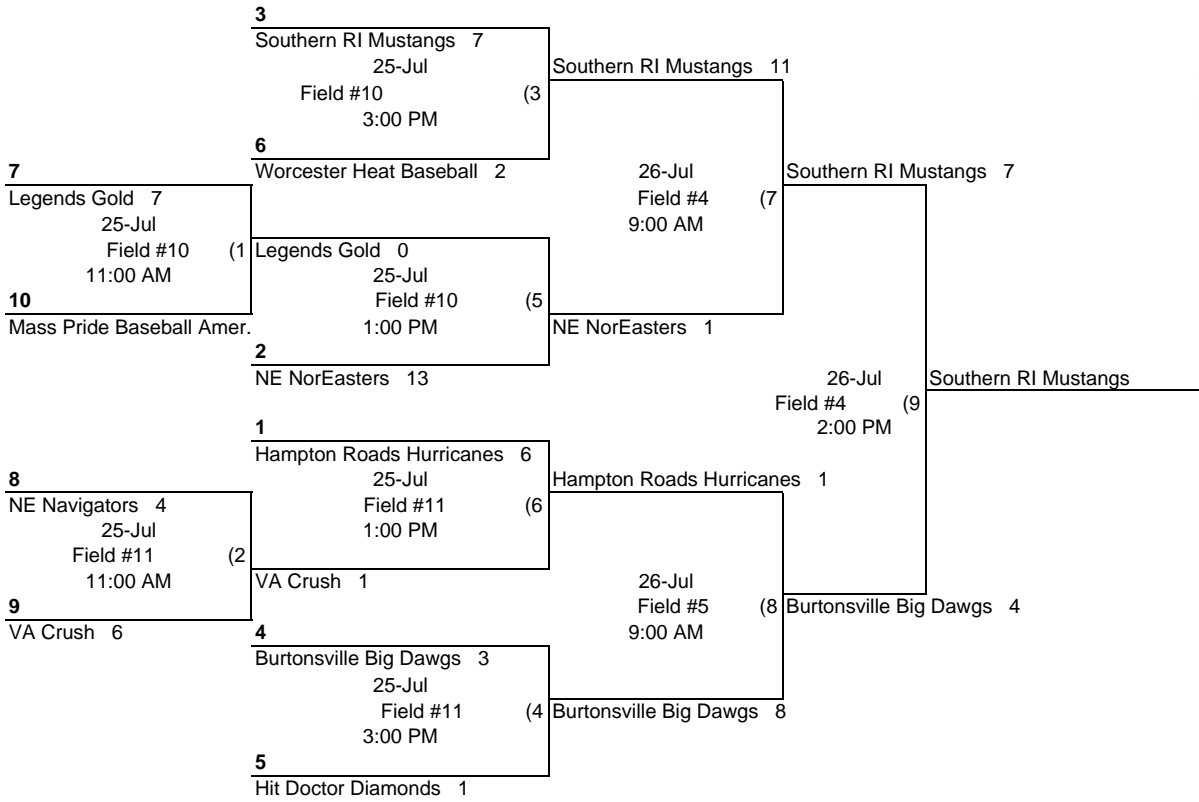 3
Southern RI Mustangs 7
25-Jul
Southern RI Mustangs 11
Field #10 (3
3:00 PM
6
7 Worcester Heat Baseball 2 26-Jul Southern RI Mustangs 7
Legends Gold 7 Field #4 (7
25-Jul 9:00 AM
Field #10 (1 Legends Gold 0
11:00 AM 25-Jul
10 Field #10 (5
Mass Pride Baseball Amer. 1:00 PM NE NorEasters 1
2
NE NorEasters 13 26-Jul Southern RI Mustangs
Field #4 (9
1 2:00 PM
Hampton Roads Hurricanes 6
8 25-Jul Hampton Roads Hurricanes 1
NE Navigators 4 Field #11 (6
25-Jul 1:00 PM
Field #11 (2
11:00 AM VA Crush 1 26-Jul
9 Field #5 (8 Burtonsville Big Dawgs 4
VA Crush 6 4 9:00 AM
Burtonsville Big Dawgs 3
25-Jul
Field #11 (4 Burtonsville Big Dawgs 8
3:00 PM
5
Hit Doctor Diamonds 1